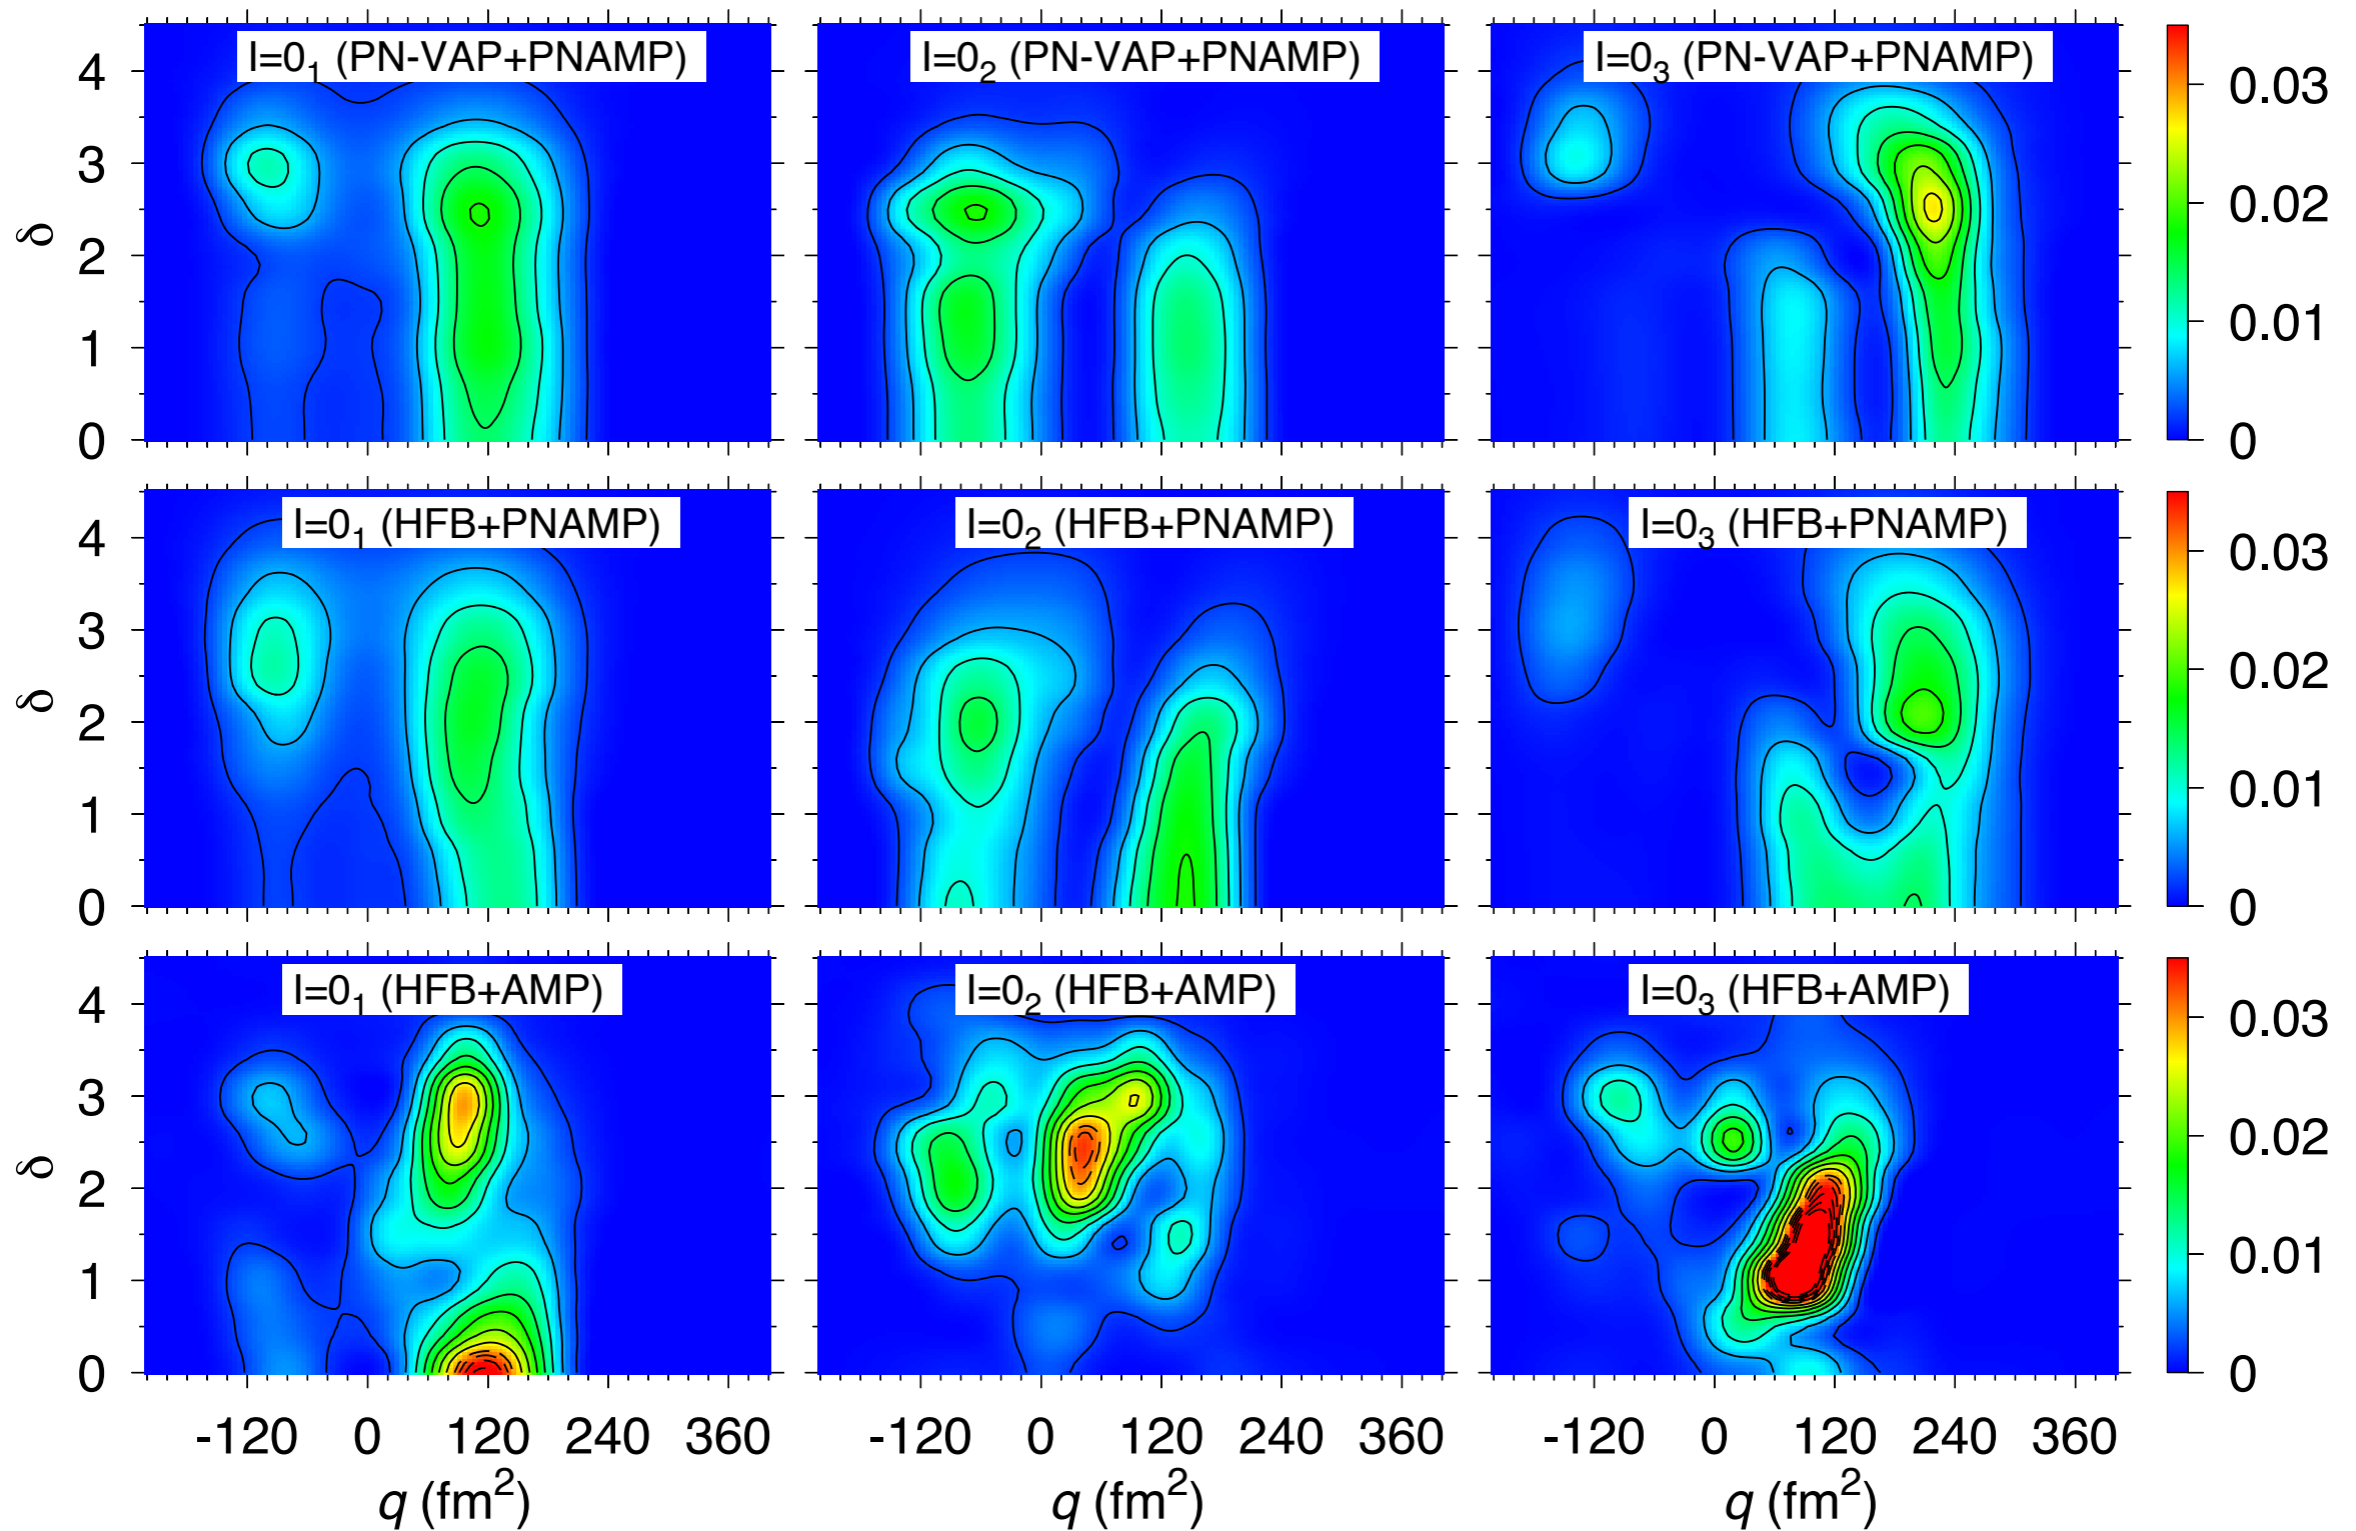 I=0₁ (PN-VAP+PNAMP)
I=0₂ (PN-VAP+PNAMP)
I=0₃ (PN-VAP+PNAMP)
δ
4
3
2
1
0
0.03
0.02
0.01
0
I=0₁ (HFB+PNAMP)
I=0₂ (HFB+PNAMP)
I=0₃ (HFB+PNAMP)
δ
4
3
2
1
0
0.03
0.02
0.01
0
I=0₁ (HFB+AMP)
I=0₂ (HFB+AMP)
I=0₃ (HFB+AMP)
δ
4
3
2
1
0
0.03
0.02
0.01
0
-120 0 120 240 360
-120 0 120 240 360
-120 0 120 240 360
q (fm²)
q (fm²)
q (fm²)